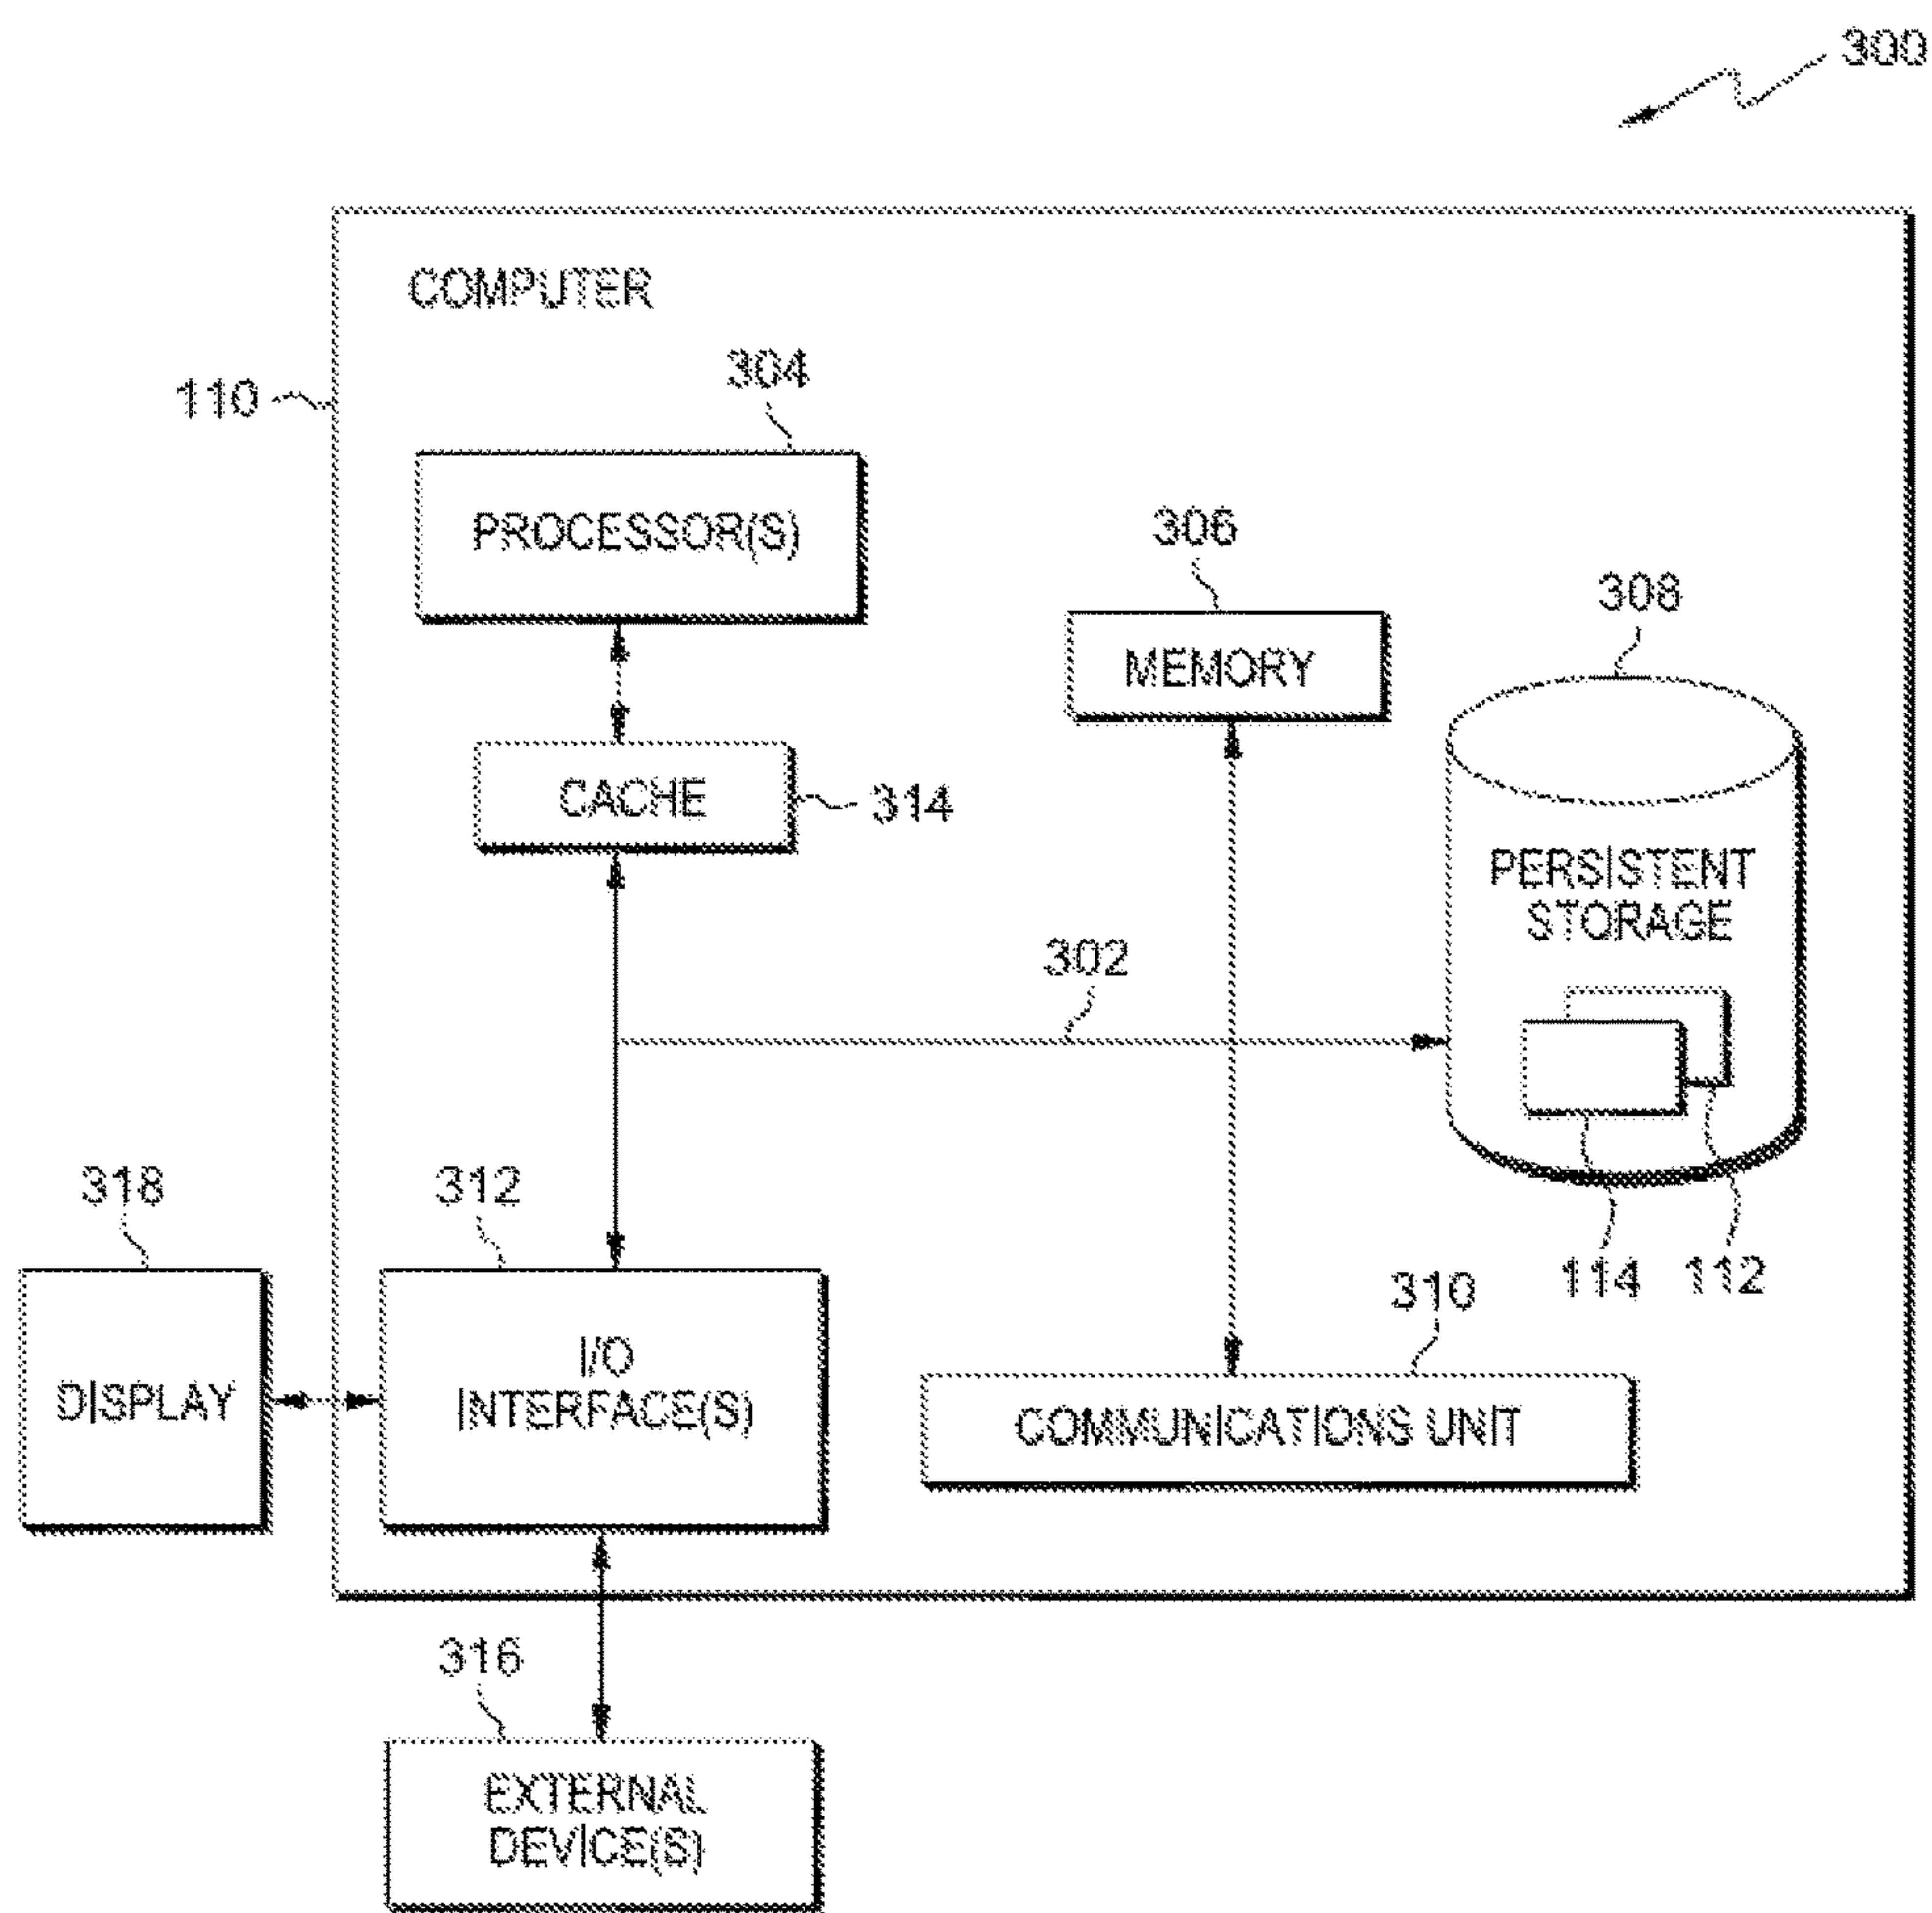 300
COMPUTER
110
304
PROCESSOR(S)
306
MEMORY
308
CACHE
314
PERSISTENT
STORAGE
302
318
312
114
112
310
DISPLAY
I/O
INTERFACE(S)
COMMUNICATIONS UNIT
316
EXTERNAL
DEVICE(S)